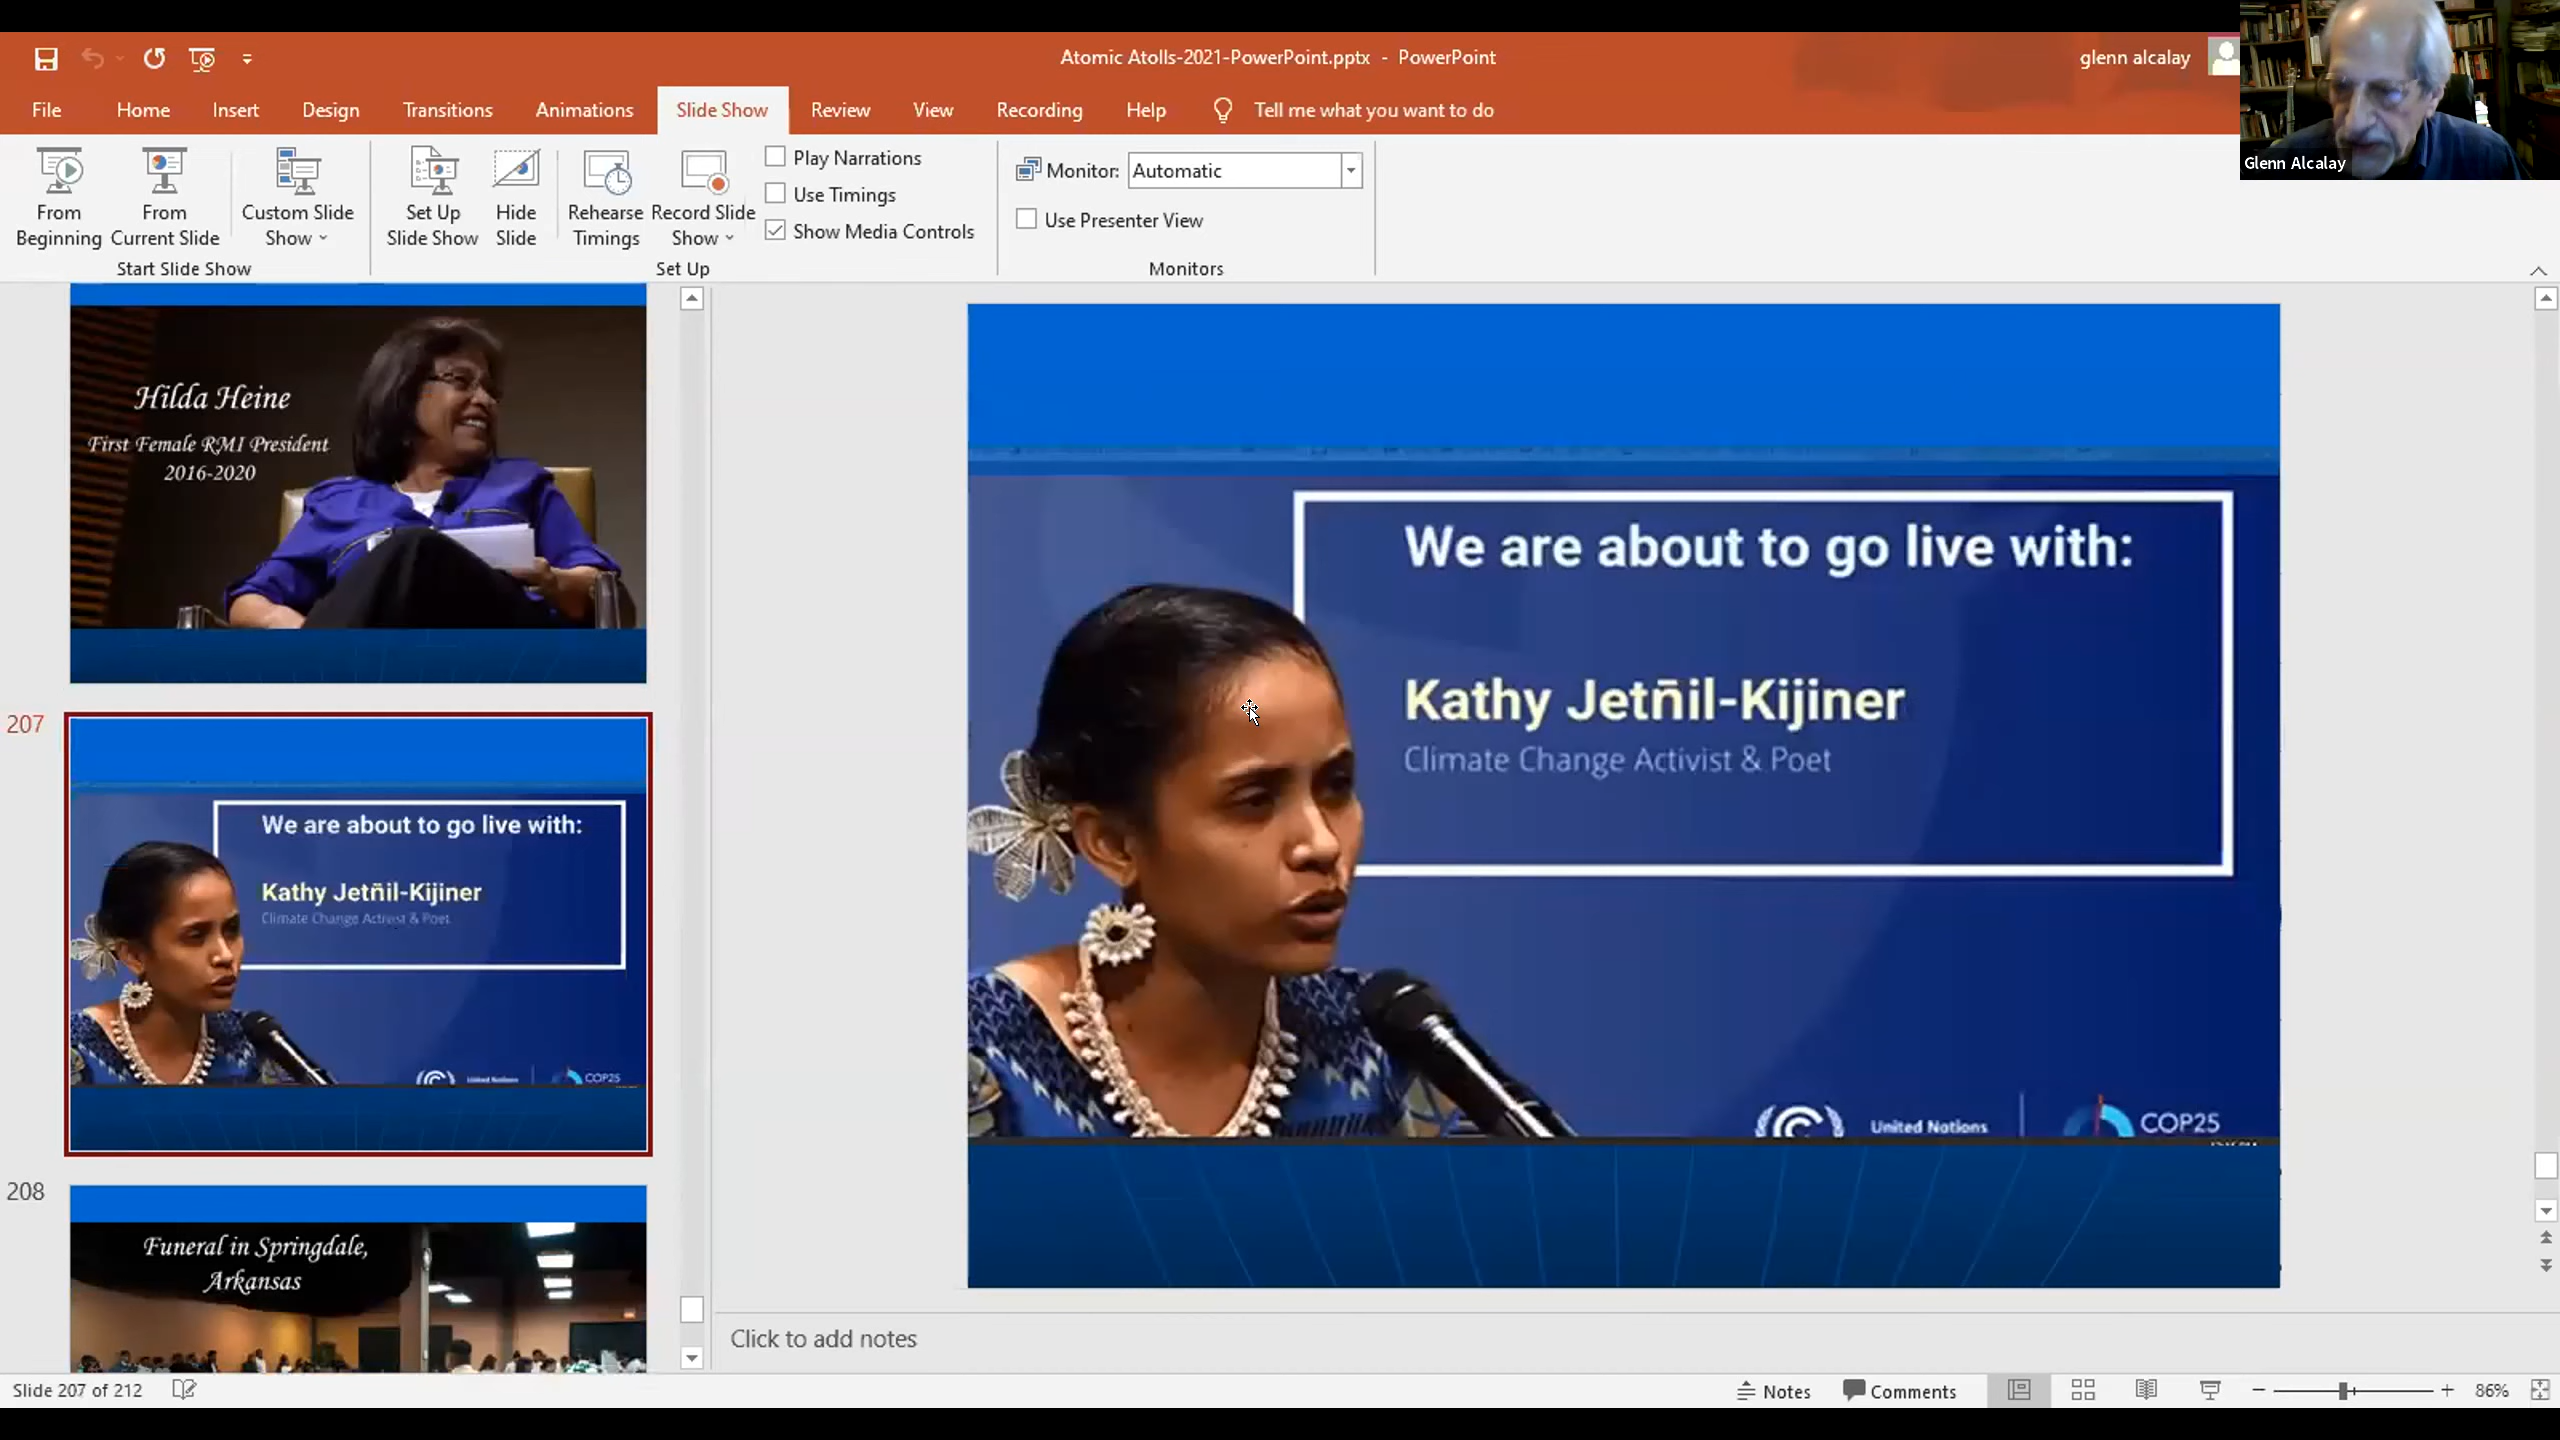 Atomic Atolls-2021-PowerPoint.pptx - PowerPoint
glenn alcalay
File Home Insert Design Transitions Animations Slide Show Review View Recording Help Tell me what you want to do
Glenn Alcalay
From Beginning
From Current Slide
Custom Slide Show
Set Up Slide Show
Hide Slide
Rehearse Timings
Record Slide Show
Play Narrations
Use Timings
Show Media Controls
Monitor: Automatic
Use Presenter View
Start Slide Show
Set Up
Monitors
Hilda Heine
First Female RMI President
2016-2020
207
We are about to go live with:
Kathy Jetñil-Kijiner
Climate Change Activist & Poet
United Nations
COP25
208
Funeral in Springdale,
Arkansas
We are about to go live with:
Kathy Jetñil-Kijiner
Climate Change Activist & Poet
United Nations
COP25
Click to add notes
Slide 207 of 212
Notes
Comments
86%